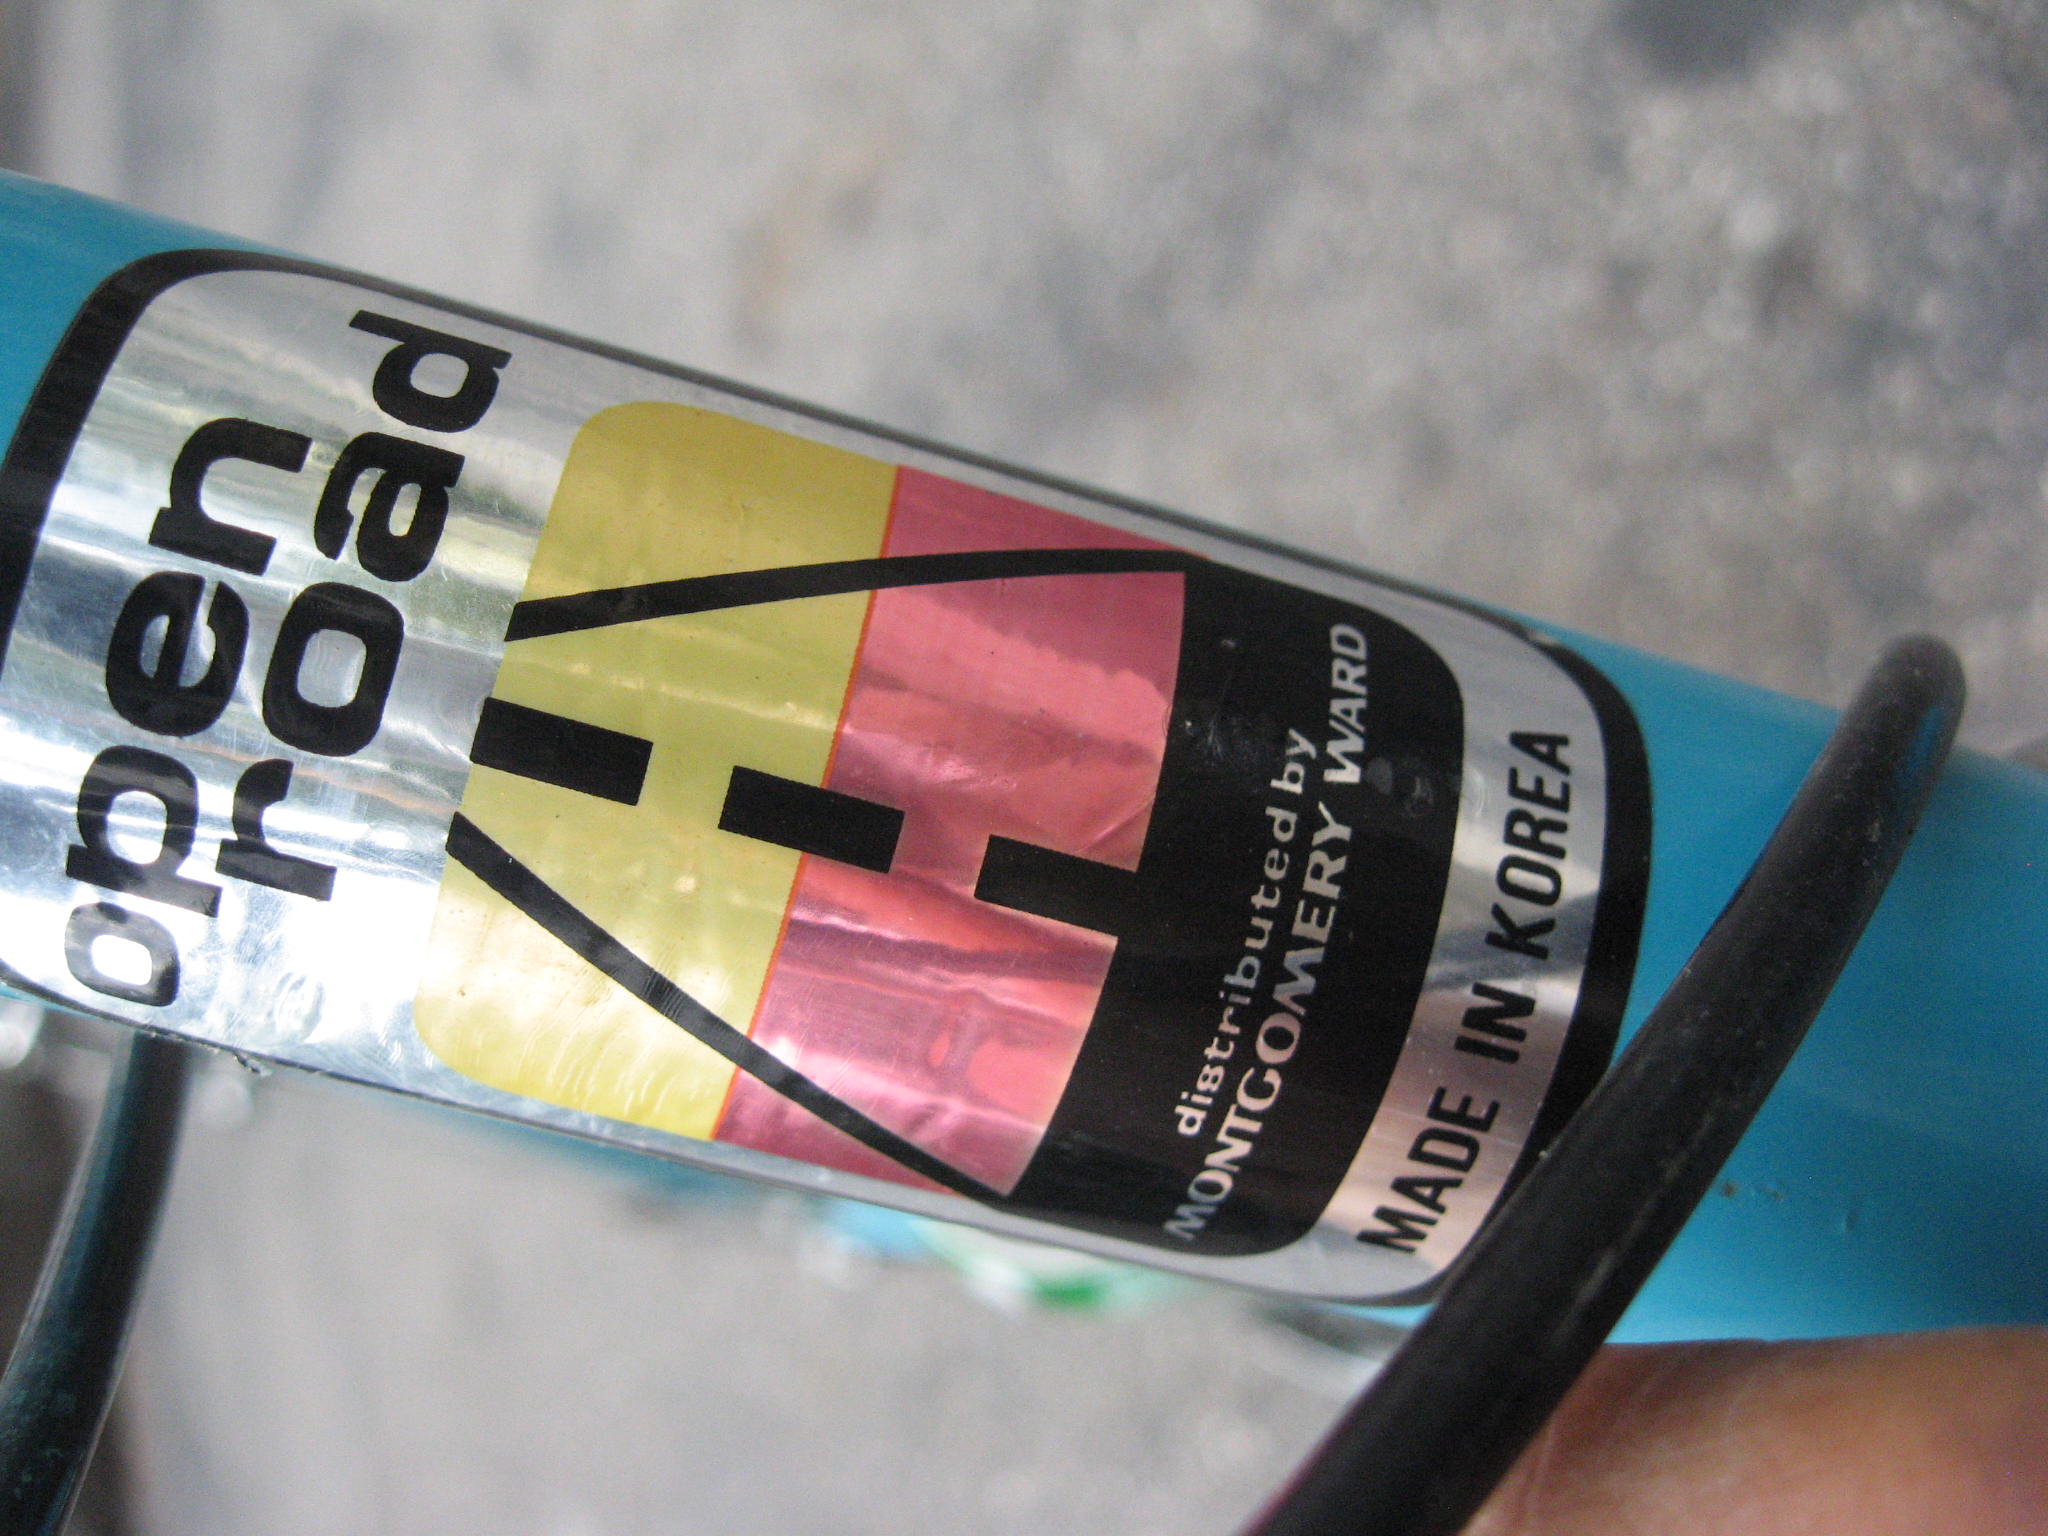 open
road
distributed by
MONTGOMERY WARD
MADE IN KOREA